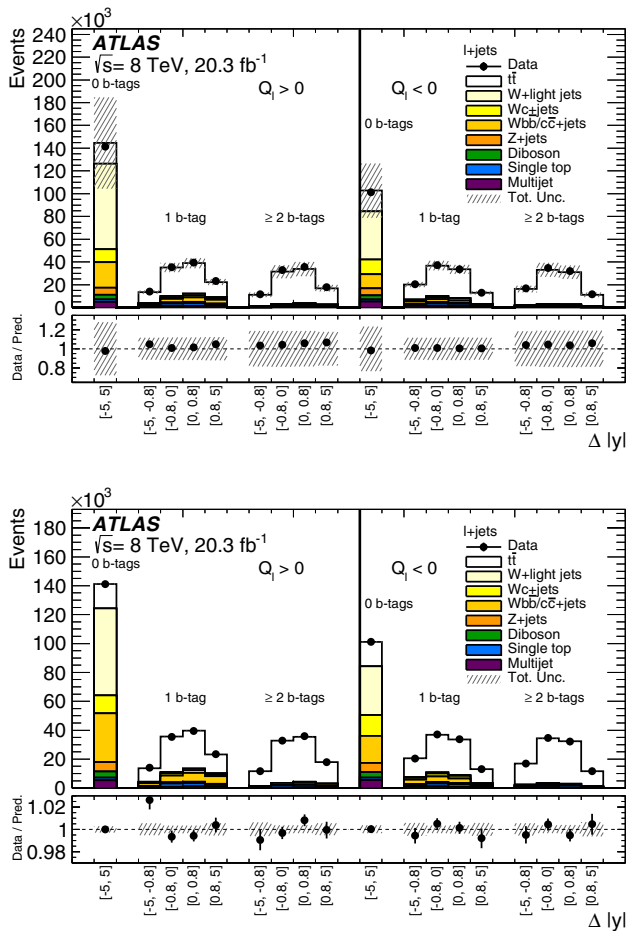 ×10³
Events
240
220
200
180
160
140
120
100
80
60
40
20
0
ATLAS
√s= 8 TeV, 20.3 fb⁻¹
0 b-tags
Q_l > 0
1 b-tag
≥ 2 b-tags
Q_l < 0
0 b-tags
1 b-tag
≥ 2 b-tags
l+jets
Data
tt̄
W+light jets
Wc+jets
Wbb̄/cc̄+jets
Z+jets
Diboson
Single top
Multijet
Tot. Unc.
Data / Pred.
1.2
1
0.8
[-5, 5]
[-5, -0.8]
[-0.8, 0]
[0, 0.8]
[0.8, 5]
[-5, -0.8]
[-0.8, 0]
[0, 0.8]
[0.8, 5]
[-5, 5]
[-5, -0.8]
[-0.8, 0]
[0, 0.8]
[0.8, 5]
[-5, -0.8]
[-0.8, 0]
[0, 0.8]
[0.8, 5]
Δ |y|
×10³
Events
180
160
140
120
100
80
60
40
20
0
ATLAS
√s= 8 TeV, 20.3 fb⁻¹
0 b-tags
Q_l > 0
1 b-tag
≥ 2 b-tags
Q_l < 0
0 b-tags
1 b-tag
≥ 2 b-tags
l+jets
Data
tt̄
W+light jets
Wc+jets
Wbb̄/cc̄+jets
Z+jets
Diboson
Single top
Multijet
Tot. Unc.
Data / Pred.
1.02
1
0.98
[-5, 5]
[-5, -0.8]
[-0.8, 0]
[0, 0.8]
[0.8, 5]
[-5, -0.8]
[-0.8, 0]
[0, 0.8]
[0.8, 5]
[-5, 5]
[-5, -0.8]
[-0.8, 0]
[0, 0.8]
[0.8, 5]
[-5, -0.8]
[-0.8, 0]
[0, 0.8]
[0.8, 5]
Δ |y|